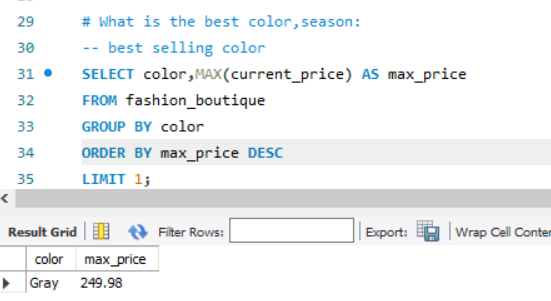 29 # What is the best color,season:
30 -- best selling color
31 SELECT color,MAX(current_price) AS max_price
32 FROM fashion_boutique
33 GROUP BY color
34 ORDER BY max_price DESC
35 LIMIT 1;
Result Grid Filter Rows: Export: Wrap Cell Conten
color max_price
Gray 249.98